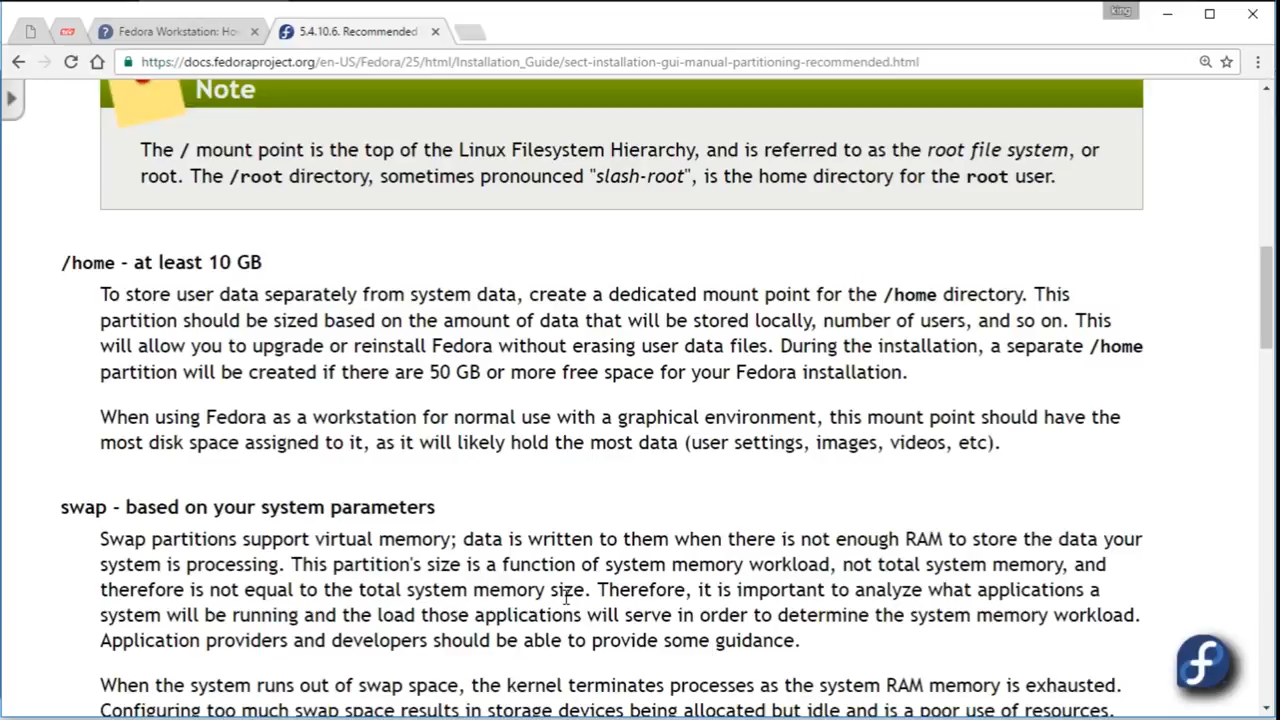 king
Fedora Workstation: Ho
5.4.10.6. Recommended
https://docs.fedoraproject.org/en-US/Fedora/25/html/Installation_Guide/sect-installation-gui-manual-partitioning-recommended.html
Note
The / mount point is the top of the Linux Filesystem Hierarchy, and is referred to as the root file system, or
root. The /root directory, sometimes pronounced "slash-root", is the home directory for the root user.
/home - at least 10 GB
To store user data separately from system data, create a dedicated mount point for the /home directory. This
partition should be sized based on the amount of data that will be stored locally, number of users, and so on. This
will allow you to upgrade or reinstall Fedora without erasing user data files. During the installation, a separate /home
partition will be created if there are 50 GB or more free space for your Fedora installation.
When using Fedora as a workstation for normal use with a graphical environment, this mount point should have the
most disk space assigned to it, as it will likely hold the most data (user settings, images, videos, etc).
swap - based on your system parameters
Swap partitions support virtual memory; data is written to them when there is not enough RAM to store the data your
system is processing. This partition's size is a function of system memory workload, not total system memory, and
therefore is not equal to the total system memory size. Therefore, it is important to analyze what applications a
system will be running and the load those applications will serve in order to determine the system memory workload.
Application providers and developers should be able to provide some guidance.
When the system runs out of swap space, the kernel terminates processes as the system RAM memory is exhausted.
Configuring too much swap space results in storage devices being allocated but idle and is a poor use of resources.